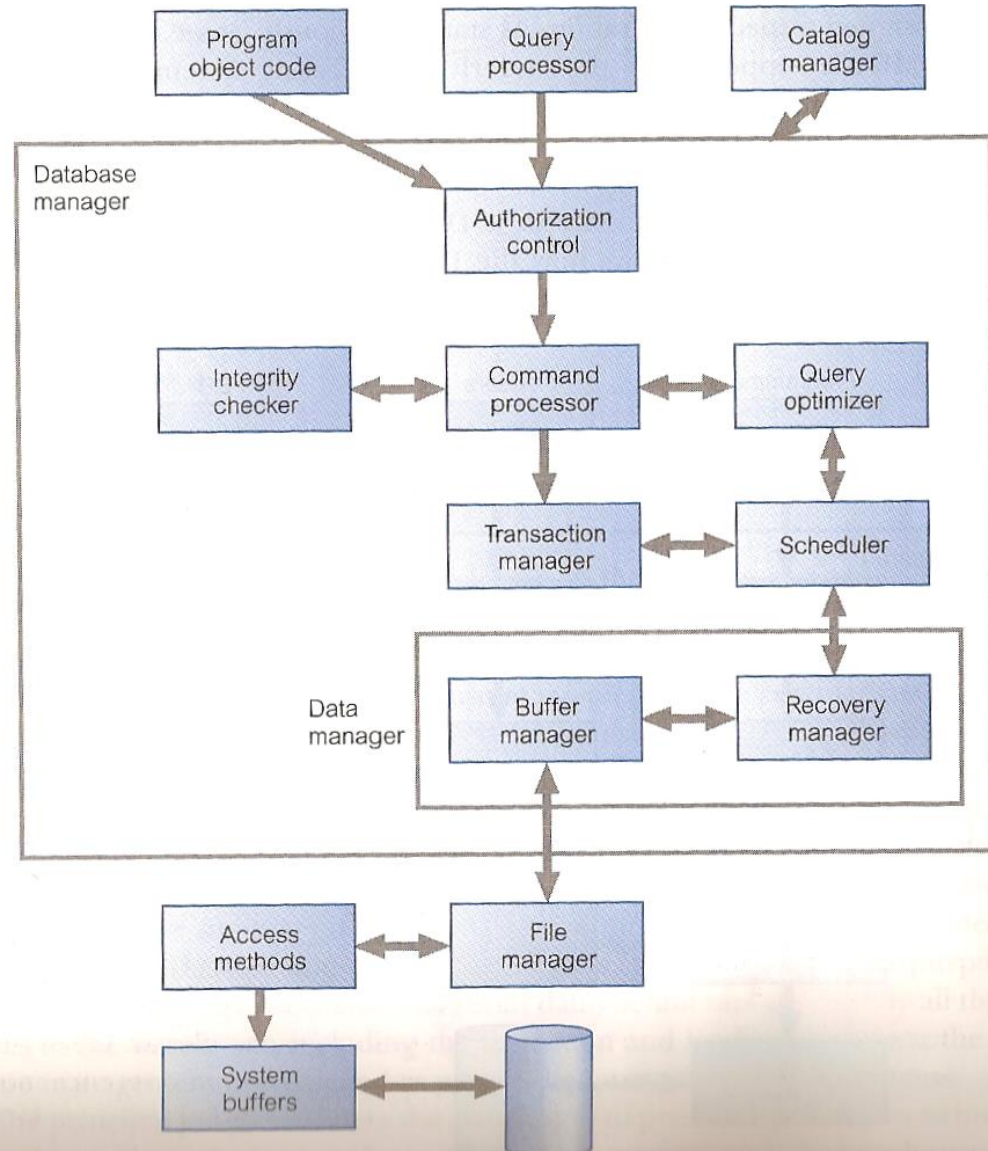 Program
object code
Query
processor
Catalog
manager
Database
manager
Authorization
control
Integrity
checker
Command
processor
Query
optimizer
Transaction
manager
Scheduler
Data
manager
Buffer
manager
Recovery
manager
Access
methods
File
manager
System
buffers